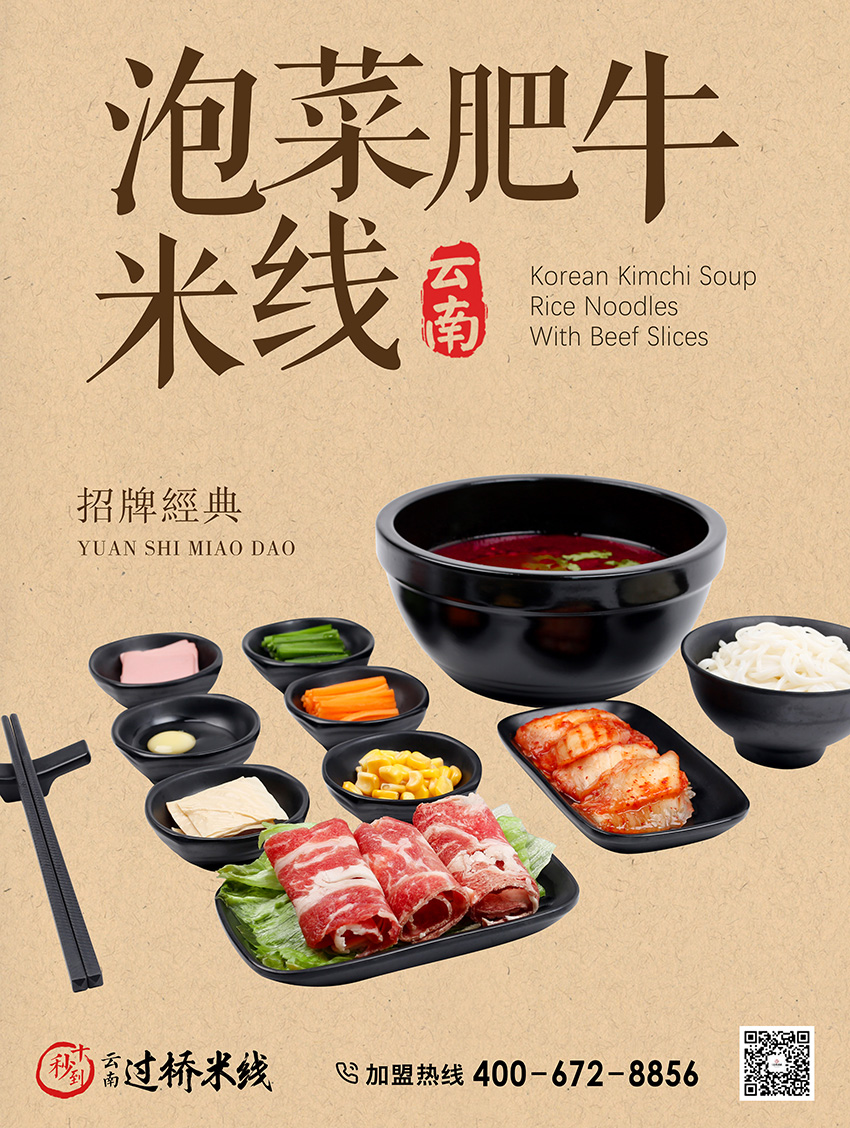 泡菜肥牛
米线
云南
Korean Kimchi Soup
Rice Noodles
With Beef Slices
招牌經典
YUAN SHI MIAO DAO
十秒到
云南过桥米线
加盟热线 400-672-8856